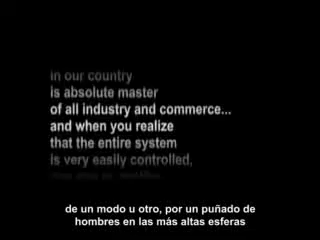 in our country
is absolute master
of all industry and commerce...
and when you realize
that the entire system
is very easily controlled,
de un modo u otro, por un puñado de
hombres en las más altas esferas